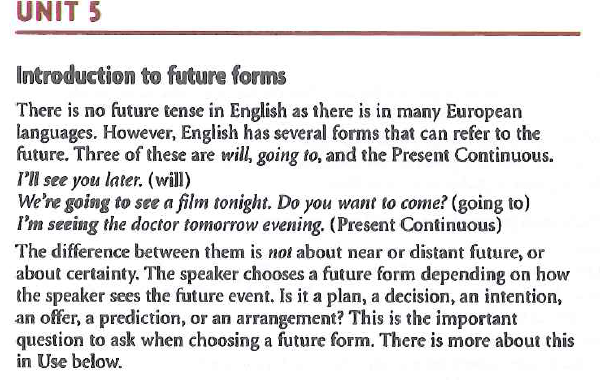 UNIT 5
Introduction to future forms
There is no future tense in English as there is in many European
languages. However, English has several forms that can refer to the
future. Three of these are will, going to, and the Present Continuous.
I'll see you later. (will)
We're going to see a film tonight. Do you want to come? (going to)
I'm seeing the doctor tomorrow evening. (Present Continuous)
The difference between them is not about near or distant future, or
about certainty. The speaker chooses a future form depending on how
the speaker sees the future event. Is it a plan, a decision, an intention,
an offer, a prediction, or an arrangement? This is the important
question to ask when choosing a future form. There is more about this
in Use below.